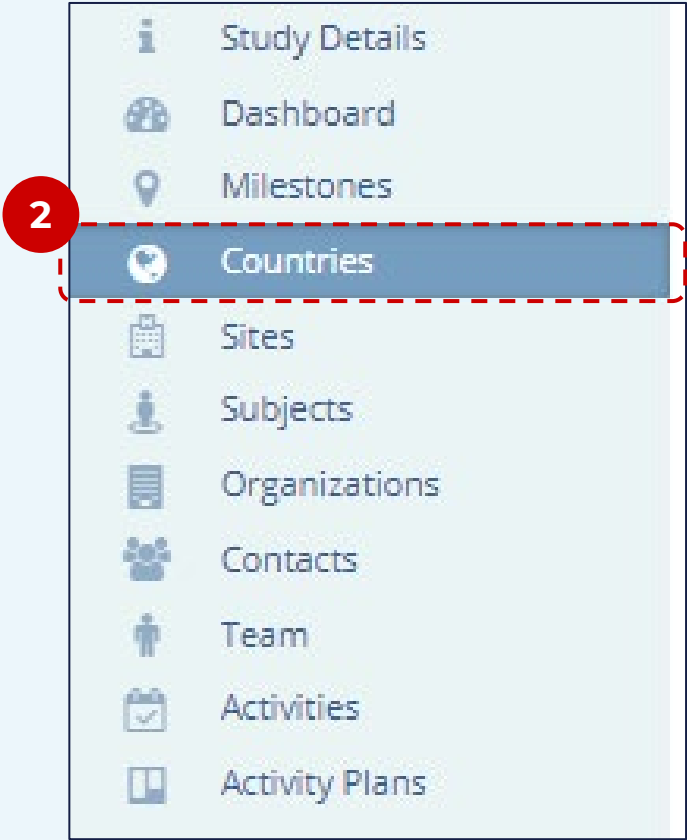 Study Details
Dashboard
Milestones
2
Countries
Sites
Subjects
Organizations
Contacts
Team
Activities
Activity Plans